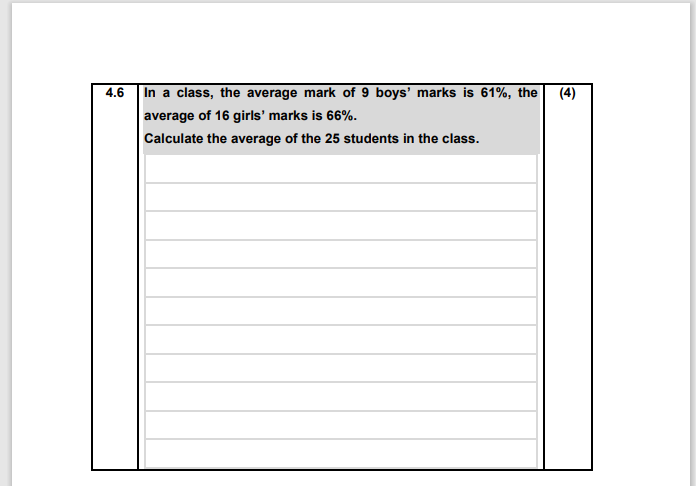 4.6 In a class, the average mark of 9 boys’ marks is 61%, the (4)
average of 16 girls’ marks is 66%.
Calculate the average of the 25 students in the class.